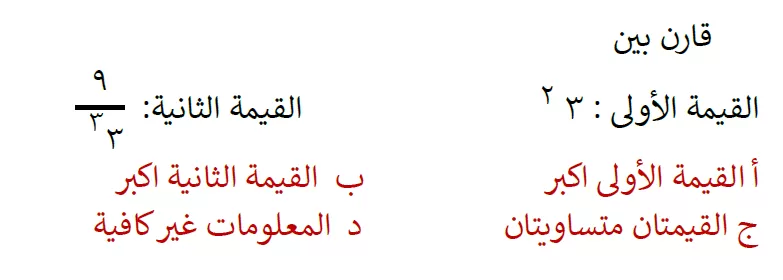 قارن بين
القيمة الأولى : ٣ ^٢ القيمة الثانية: ٩ / ٣^٣
أ القيمة الأولى اكبر ب القيمة الثانية اكبر
ج القيمتان متساويتان د المعلومات غير كافية